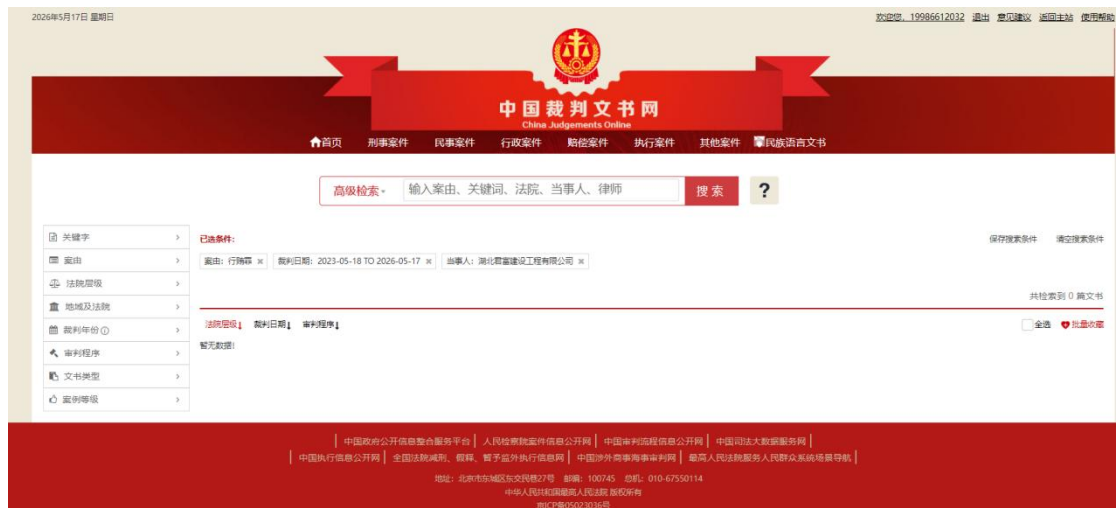 2026年5月17日 星期日
欢迎您，19986612032 退出 意见建议 返回主站 使用帮助
中国裁判文书网
China Judgements Online
首页 刑事案件 民事案件 行政案件 赔偿案件 执行案件 其他案件 民族语言文书
高级检索 输入案由、关键词、法院、当事人、律师 搜索 ?
关键字
案由
法院层级
地域及法院
裁判年份
审判程序
文书类型
案例等级
已选条件：
保存搜索条件 清空搜索条件
案由：行贿罪 × 裁判日期：2023-05-18 TO 2026-05-17 × 当事人：湖北君富建设工程有限公司 ×
共检索到 0 篇文书
法院层级↓ 裁判日期↓ 审判程序↓
全选 批量收藏
暂无数据!
| 中国政府公开信息整合服务平台 | 人民检察院案件信息公开网 | 中国审判流程信息公开网 | 中国司法大数据服务网 |
| 中国执行信息公开网 | 全国法院减刑、假释、暂予监外执行信息网 | 中国涉外商事海事审判网 | 最高人民法院服务人民群众系统场景导航 |
地址：北京市东城区东交民巷27号 邮编：100745 总机：010-67550114
中华人民共和国最高人民法院 版权所有
京ICP备05023036号